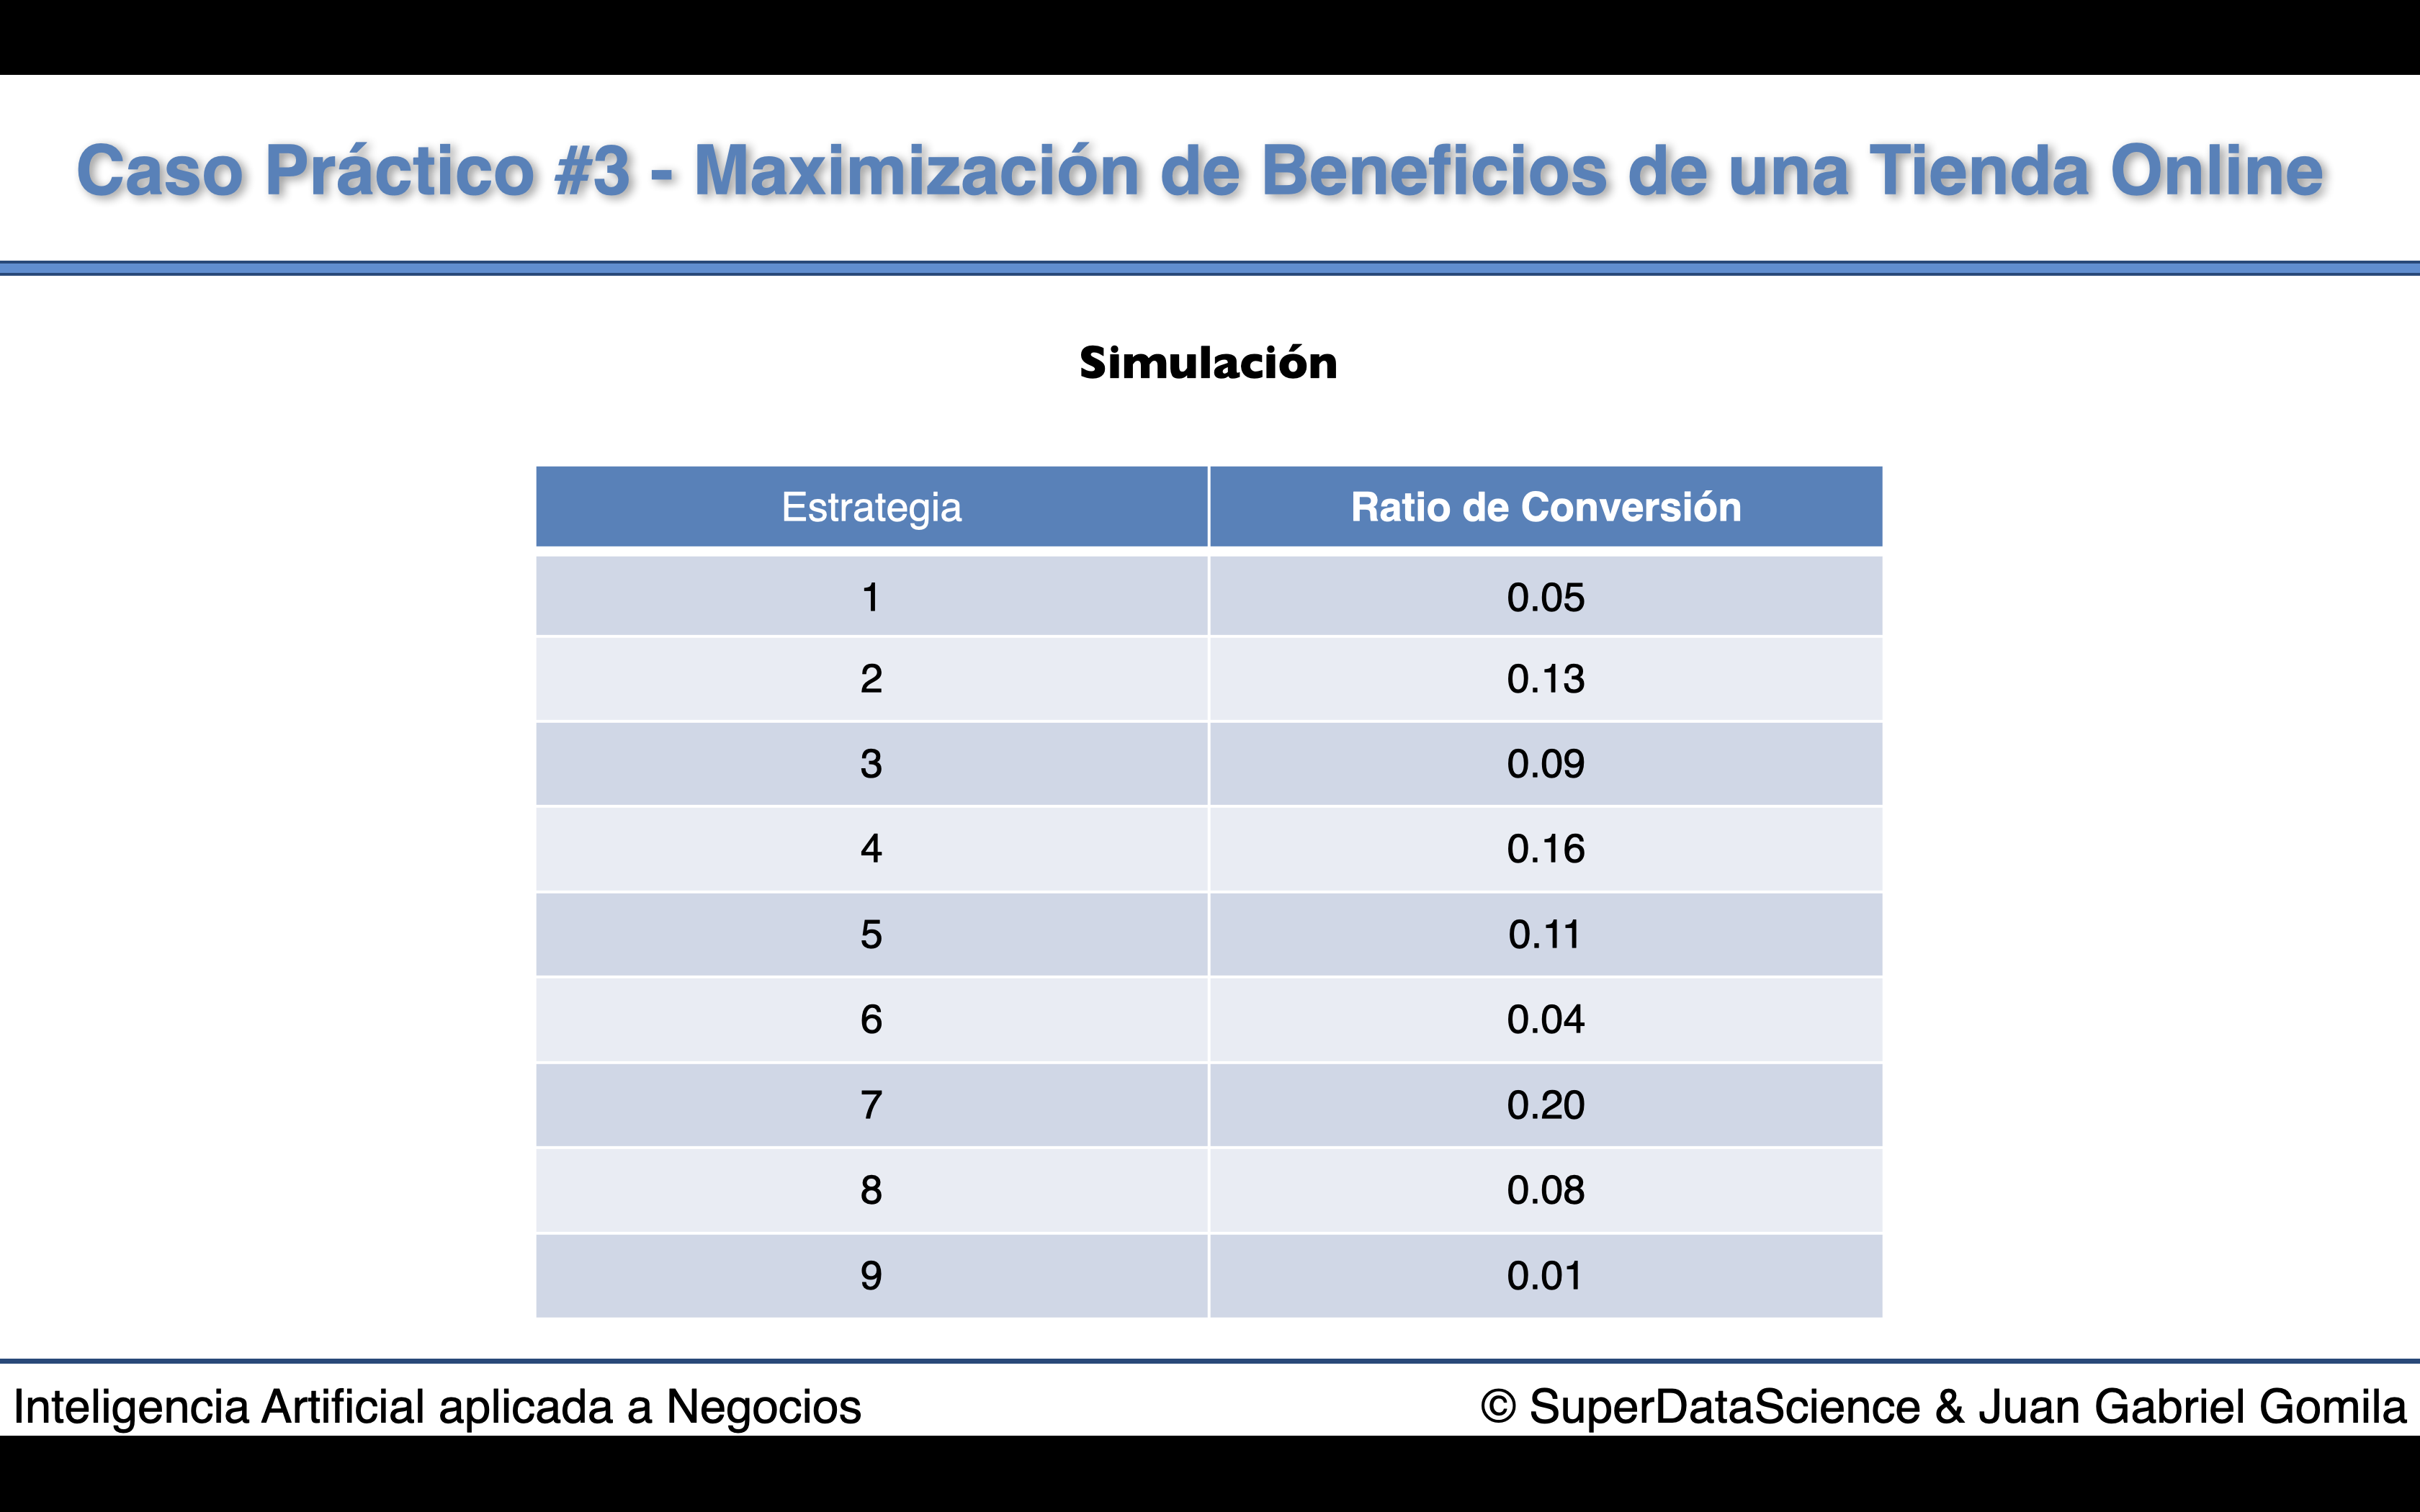 Caso Práctico #3 - Maximización de Beneficios de una Tienda Online
Simulación
Estrategia Ratio de Conversión
1 0.05
2 0.13
3 0.09
4 0.16
5 0.11
6 0.04
7 0.20
8 0.08
9 0.01
Inteligencia Artificial aplicada a Negocios © SuperDataScience & Juan Gabriel Gomila